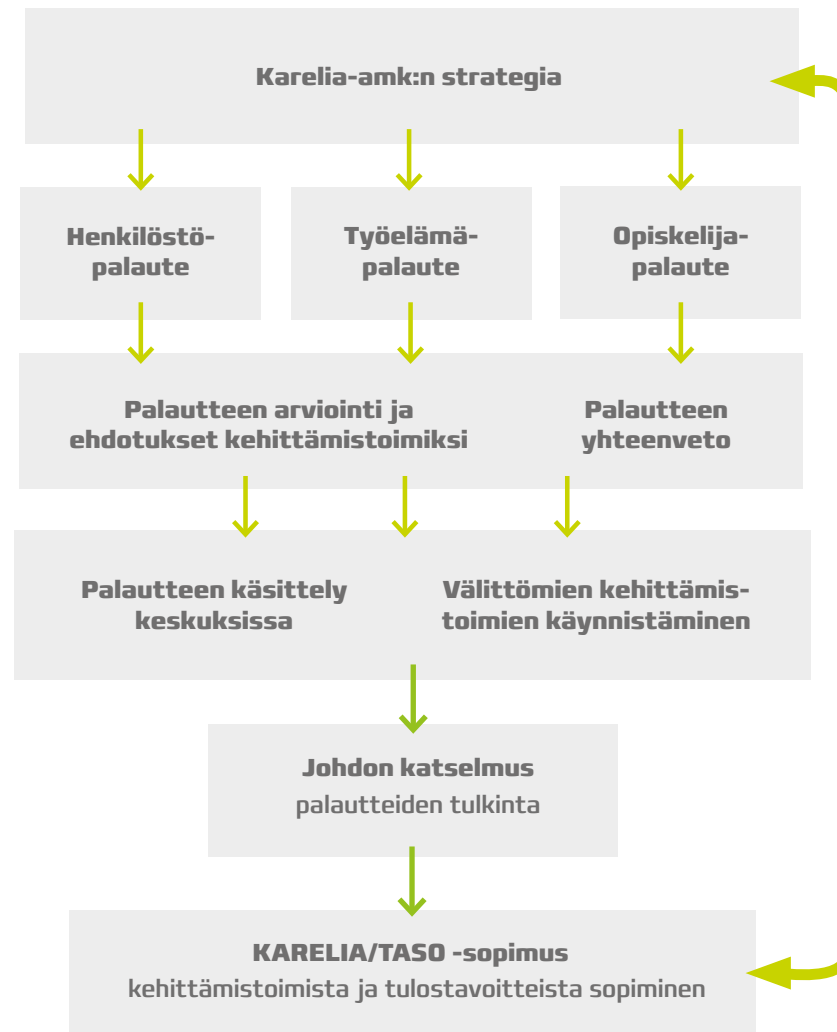 Karelia-amk:n strategia
Henkilöstö-
palaute
Työelämä-
palaute
Opiskelija-
palaute
Palautteen arviointi ja
ehdotukset kehittämistoimiksi
Palautteen
yhteenveto
Palautteen käsittely
keskuksissa
Välittömien kehittämis-
toimien käynnistäminen
Johdon katselmus
palautteiden tulkinta
KARELIA/TASO -sopimus
kehittämistoimista ja tulostavoitteista sopiminen